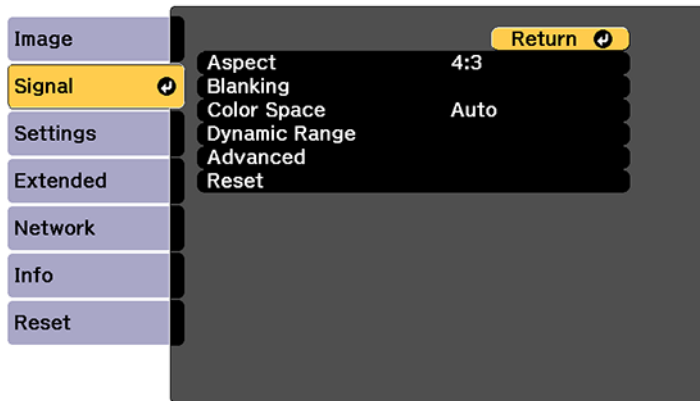 Image
Signal
Settings
Extended
Network
Info
Reset
Return
Aspect 4:3
Blanking
Color Space Auto
Dynamic Range
Advanced
Reset